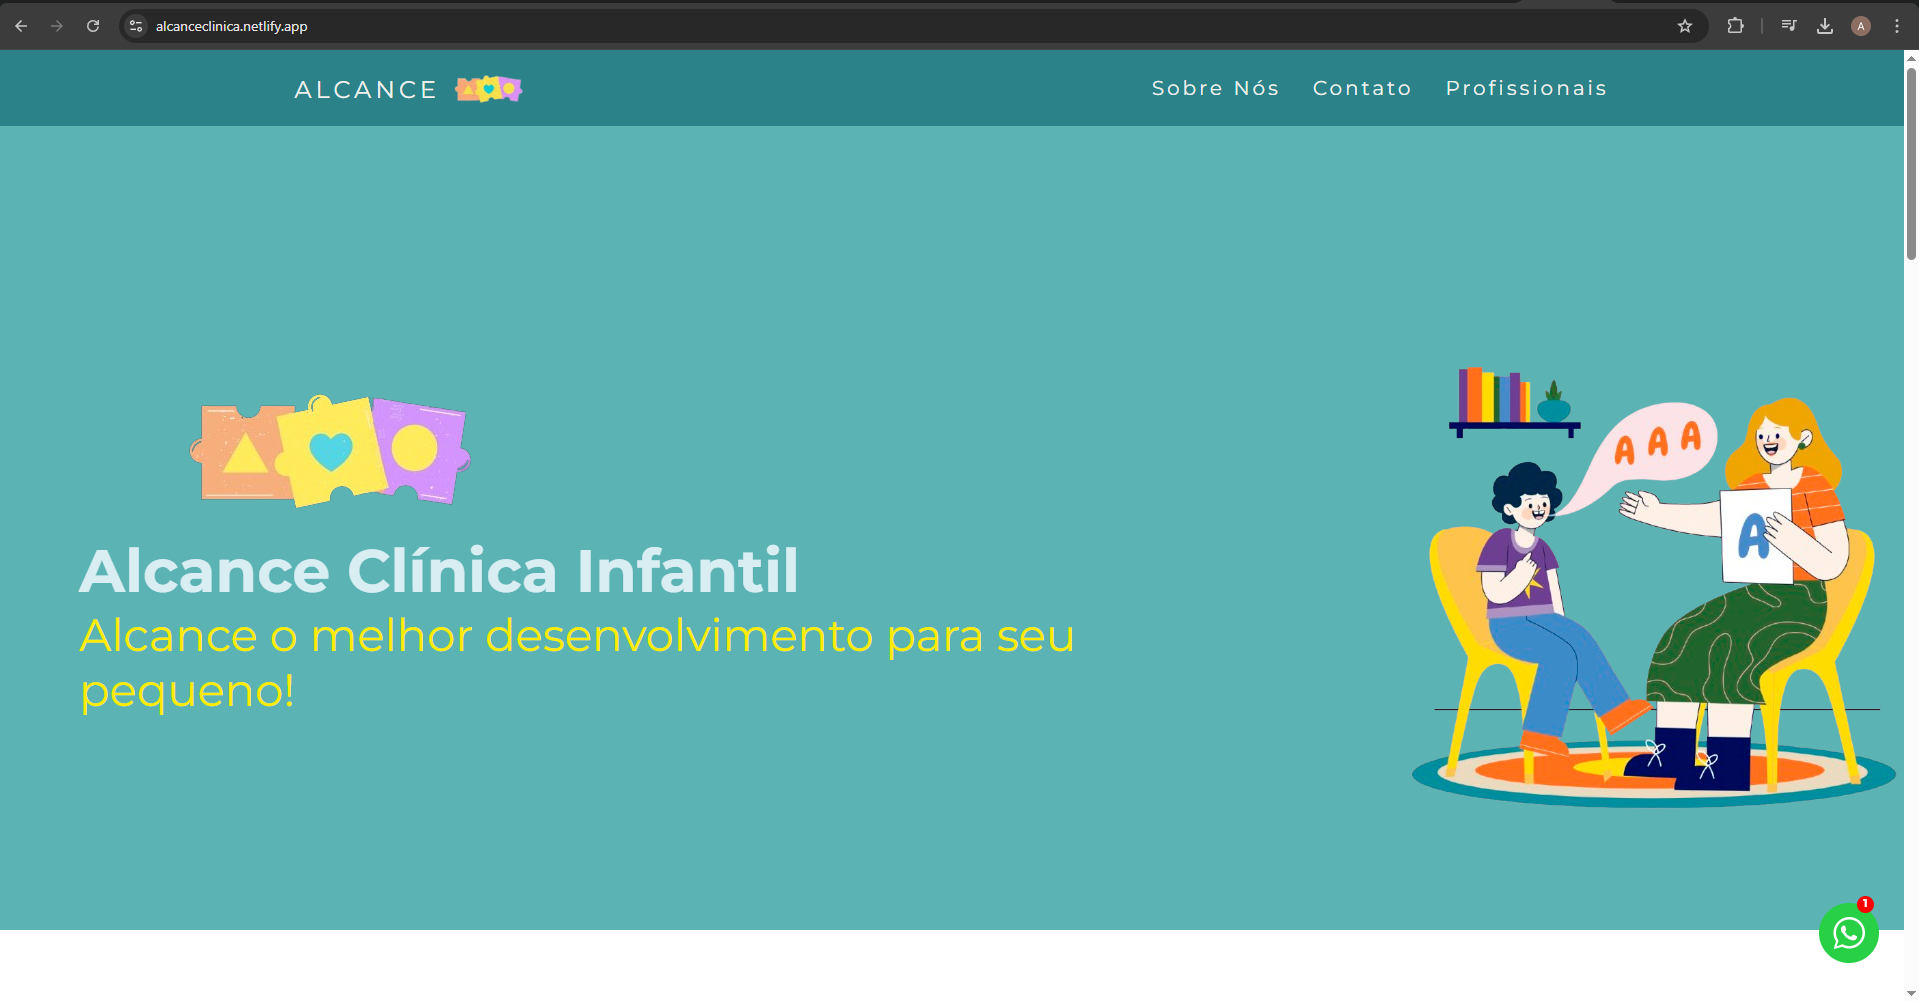 alcanceclinica.netlify.app
A
ALCANCE
Sobre Nós Contato Profissionais
A A A
A
Alcance Clínica Infantil
Alcance o melhor desenvolvimento para seu
pequeno!
1